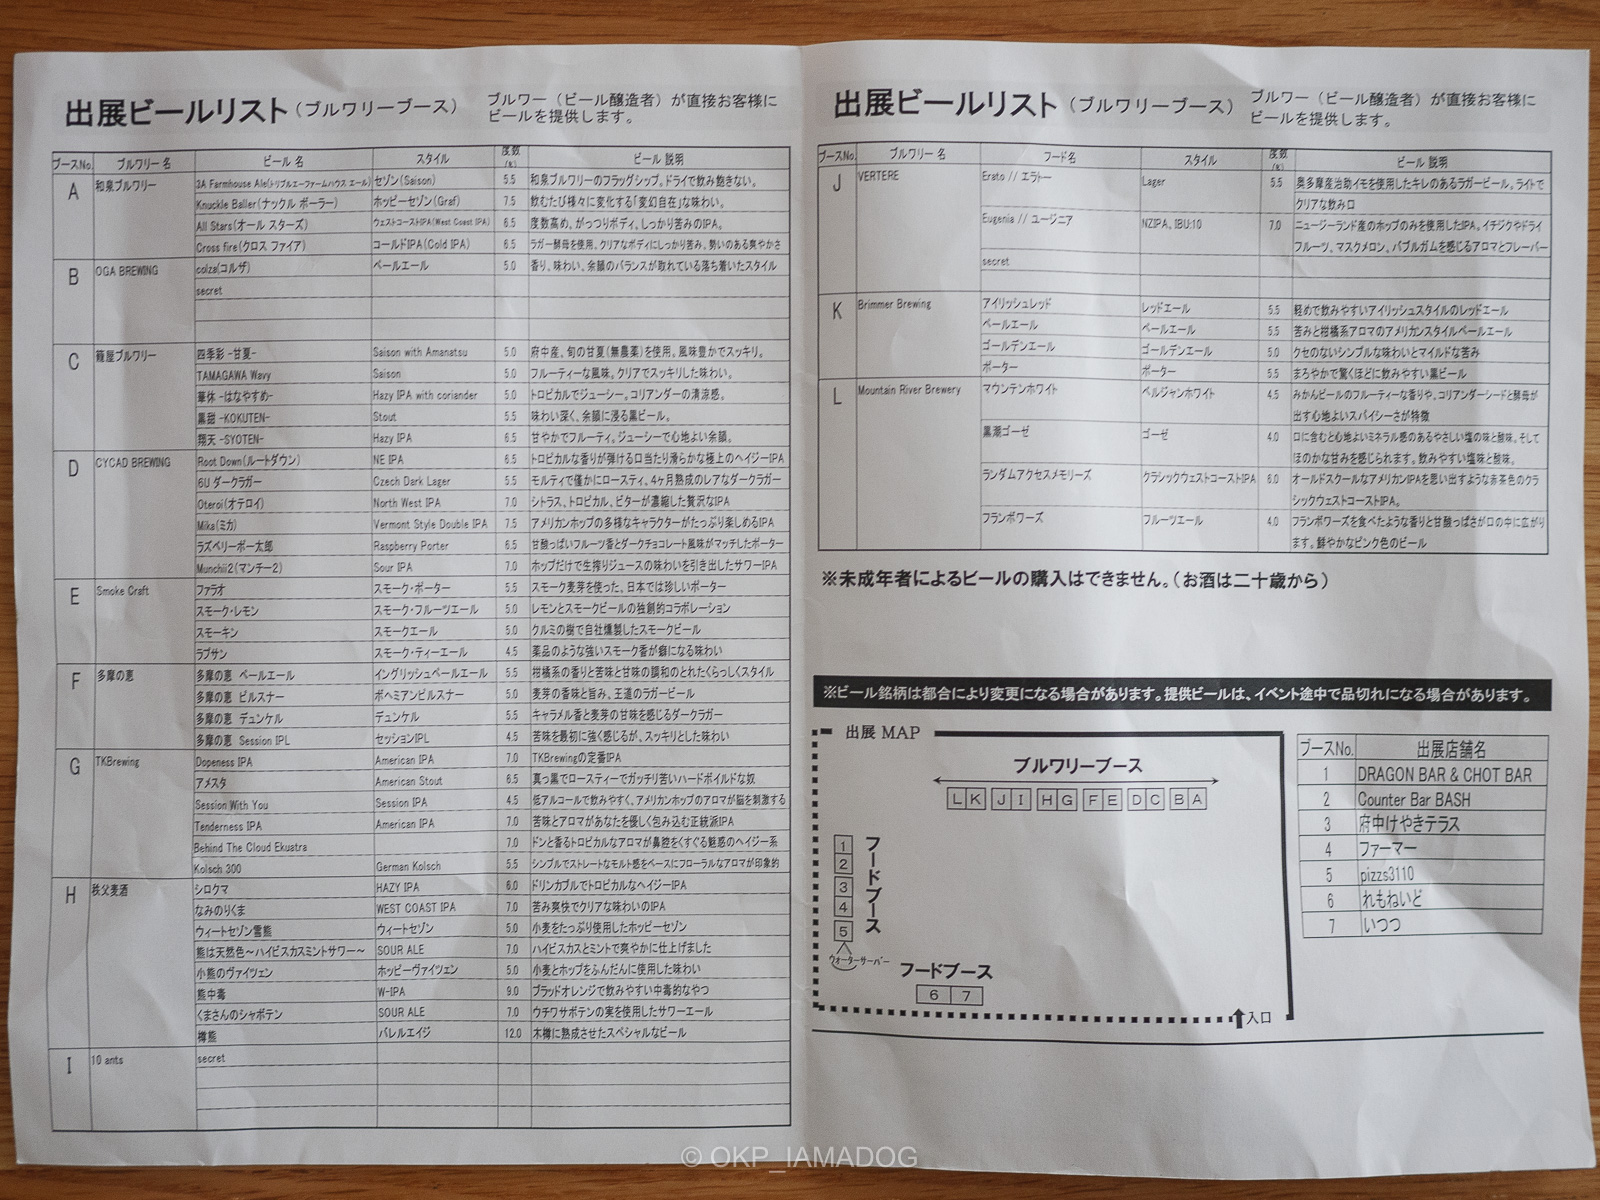 出展ビールリスト（ブルワリーブース） ブルワー（ビール醸造者）が直接お客様に
ビールを提供します。
ブースNo. ブルワリー名 ビール名 スタイル 度数(%) ビール説明
A 和泉ブルワリー 3A Farmhouse Ale(トリプルエーファームハウス エール) セゾン(Saison) 5.5 和泉ブルワリーのフラッグシップ。ドライで飲み飽きない。
Knuckle Baller(ナックル ボーラー) ホッピーセゾン(Graf) 7.5 飲むたび様々に変化する「変幻自在」な味わい。
All Stars(オール スターズ) ウェストコーストIPA(West Coast IPA) 6.5 度数高め、がっつりボディ。しっかり苦みのIPA。
Cross fire(クロス ファイア) コールドIPA(Cold IPA) 6.5 ラガー酵母を使用、クリアなボディにしっかり苦み、勢いのある爽やかさ
B OGA BREWING colza(コルザ) ペールエール 5.0 香り、味わい、余韻のバランスが取れている落ち着いたスタイル
secret
C 籠屋ブルワリー 四季彩 -甘夏- Saison with Amanatsu 5.0 府中産、旬の甘夏（無農薬）を使用。風味豊かでスッキリ。
TAMAGAWA Wavy Saison 5.0 フルーティーな風味。クリアでスッキリした味わい。
華休 -はなやすめ- Hazy IPA with coriander 5.0 トロピカルでジューシー。コリアンダーの清涼感。
黒甜 -KOKUTEN- Stout 5.5 味わい深く、余韻に浸る黒ビール。
翔天 -SYOTEN- Hazy IPA 6.5 甘やかでフルーティ。ジューシーで心地よい余韻。
D CYCAD BREWING Root Down(ルートダウン) NE IPA 6.5 トロピカルな香りが弾ける口当たり滑らかな極上のヘイジーIPA
6U ダークラガー Czech Dark Lager 5.5 モルティで僅かにロースティ、4ヶ月熟成のレアなダークラガー
Oteroi(オテロイ) North West IPA 7.0 シトラス、トロピカル、ビターが濃縮した贅沢なIPA
Mika(ミカ) Vermont Style Double IPA 7.5 アメリカンホップの多様なキャラクターがたっぷり楽しめるIPA
ラズベリーポー太郎 Raspberry Porter 6.5 甘酸っぱいフルーツ香とダークチョコレート風味がマッチしたポーター
Munchii2(マンチー2) Sour IPA 7.0 ホップだけで生搾りジュースの味わいを引き出したサワーIPA
E Smoke Craft ファラオ スモーク・ポーター 5.5 スモーク麦芽を使った、日本では珍しいポーター
スモーク・レモン スモーク・フルーツエール 5.0 レモンとスモークビールの独創的コラボレーション
スモーキン スモークエール 5.0 クルミの樹で自社燻製したスモークビール
ラプサン スモーク・ティーエール 4.5 薬品のような強いスモーク香が癖になる味わい
F 多摩の恵 多摩の恵 ペールエール イングリッシュペールエール 5.5 柑橘系の香りと苦味と甘味の調和のとれたくらっしくスタイル
多摩の恵 ピルスナー ボヘミアンピルスナー 5.0 麦芽の香味と旨み、王道のラガービール
多摩の恵 デュンケル デュンケル 5.5 キャラメル香と麦芽の甘味を感じるダークラガー
多摩の恵 Session IPL セッションIPL 4.5 苦味を最初に強く感じるが、スッキリとした味わい
G TKBrewing Dopeness IPA American IPA 7.0 TKBrewingの定番IPA
アメスタ American Stout 6.5 真っ黒でロースティーでガッチリ苦いハードボイルドな奴
Session With You Session IPA 4.5 低アルコールで飲みやすく、アメリカンホップのアロマが脳を刺激する
Tenderness IPA American IPA 7.0 苦味とアロマがあなたを優しく包み込む正統派IPA
Behind The Cloud Ekuatra 7.0 ドンと香るトロピカルなアロマが鼻腔をくすぐる魅惑のヘイジー系
Kolsch 300 German Kolsch 5.5 シンプルでストレートなモルト感をベースにフローラルなアロマが印象的
H 秩父麦酒 シロクマ HAZY IPA 6.0 ドリンカブルでトロピカルなヘイジーIPA
なみのりくま WEST COAST IPA 7.0 苦み爽快でクリアな味わいのIPA
ウィートセゾン雪熊 ウィートセゾン 5.0 小麦をたっぷり使用したホッピーセゾン
熊は天然色～ハイビスカスミントサワー～ SOUR ALE 7.0 ハイビスカスとミントで爽やかに仕上げました
小熊のヴァイツェン ホッピーヴァイツェン 5.0 小麦とホップをふんだんに使用した味わい
熊中毒 W-IPA 9.0 ブラッドオレンジで飲みやすい中毒的なやつ
くまさんのシャボテン SOUR ALE 7.0 ウチワサボテンの実を使用したサワーエール
樽熊 バレルエイジ 12.0 木樽に熟成させたスペシャルなビール
I 10 ants secret
出展ビールリスト（ブルワリーブース） ブルワー（ビール醸造者）が直接お客様に
ビールを提供します。
ブースNo. ブルワリー名 フード名 スタイル 度数(%) ビール説明
J VERTERE Erato // エラトー Lager 5.5 奥多摩産治助イモを使用したキレのあるラガービール。ライトで
クリアな飲み口
Eugenia // ユージニア NZIPA、IBU:10 7.0 ニュージーランド産のホップのみを使用したIPA。イチジクやドライ
フルーツ、マスクメロン、バブルガムを感じるアロマとフレーバー
secret
K Brimmer Brewing アイリッシュレッド レッドエール 5.5 軽めで飲みやすいアイリッシュスタイルのレッドエール
ペールエール ペールエール 5.5 苦みと柑橘系アロマのアメリカンスタイルペールエール
ゴールデンエール ゴールデンエール 5.0 クセのないシンプルな味わいとマイルドな苦み
ポーター ポーター 5.5 まろやかで驚くほどに飲みやすい黒ビール
L Mountain River Brewery マウンテンホワイト ベルジャンホワイト 4.5 みかんピールのフルーティーな香りや、コリアンダーシードと酵母が
出す心地よいスパイシーさが特徴
黒潮ゴーゼ ゴーゼ 4.0 口に含むと心地よいミネラル感のあるやさしい塩の味と酸味。そして
ほのかな甘みを感じられます。飲みやすい塩味と酸味。
ランダムアクセスメモリーズ クラシックウェストコーストIPA 6.0 オールドスクールなアメリカンIPAを思い出すような赤茶色のクラ
シックウェストコーストIPA。
フランボワーズ フルーツエール 4.0 フランボワーズを食べたような香りと甘酸っぱさが口の中に広がり
ます。鮮やかなピンク色のビール
※未成年者によるビールの購入はできません。（お酒は二十歳から）
※ビール銘柄は都合により変更になる場合があります。提供ビールは、イベント途中で品切れになる場合があります。
出展 MAP
ブルワリーブース
L K J I H G F E D C B A
フードブース
1
2
3
4
5
ウォーターサーバー
フードブース
6 7
入口
ブースNo. 出展店舗名
1 DRAGON BAR & CHOT BAR
2 Counter Bar BASH
3 府中けやきテラス
4 ファーマー
5 pizzs3110
6 れもねいど
7 いつつ
© OKP_IAMADOG